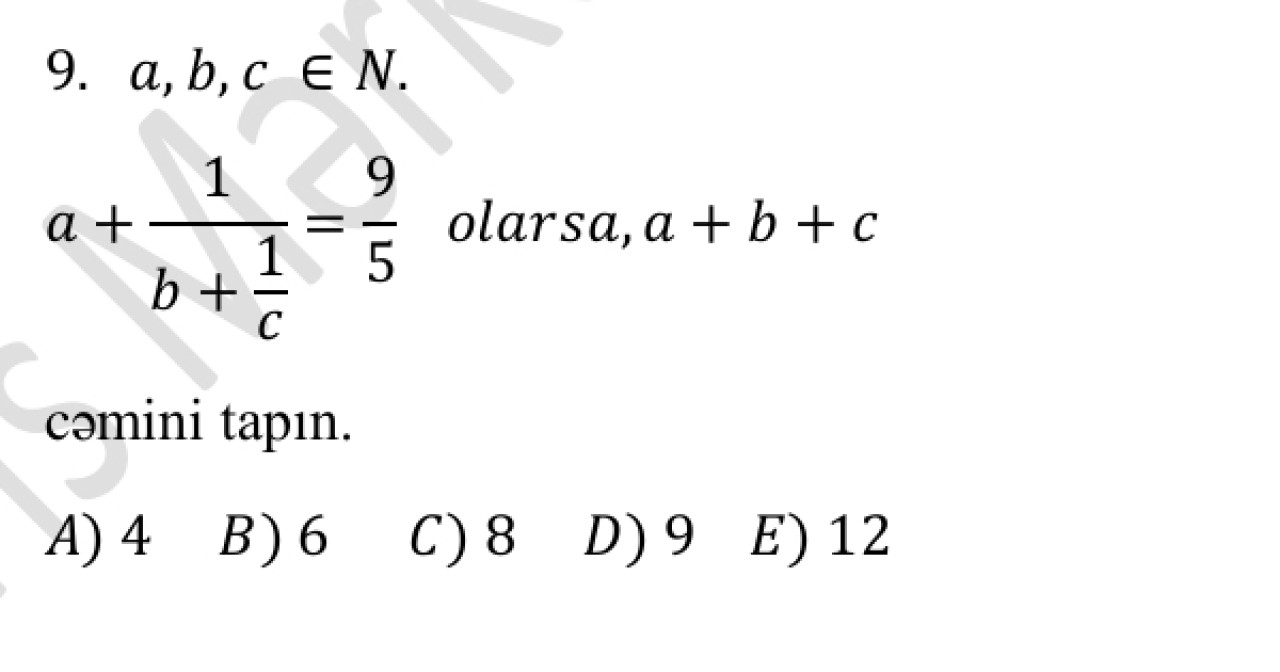 9. a, b, c ∈ N.
a + 1/(b + 1/c) = 9/5 olarsa, a + b + c
cəmini tapın.
A) 4 B) 6 C) 8 D) 9 E) 12